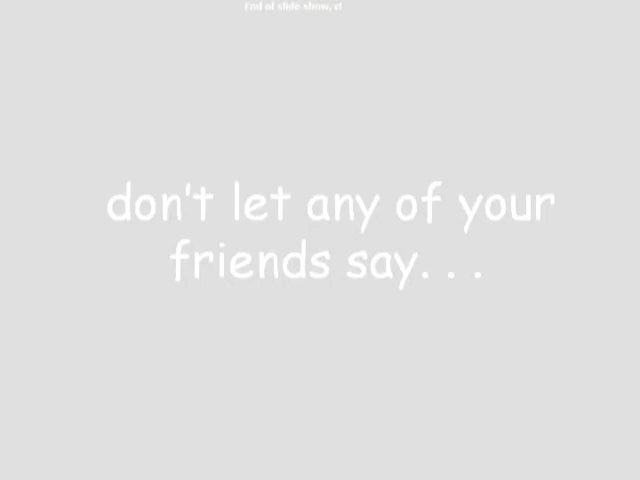 End of slide show, cl
don't let any of your
friends say. . .